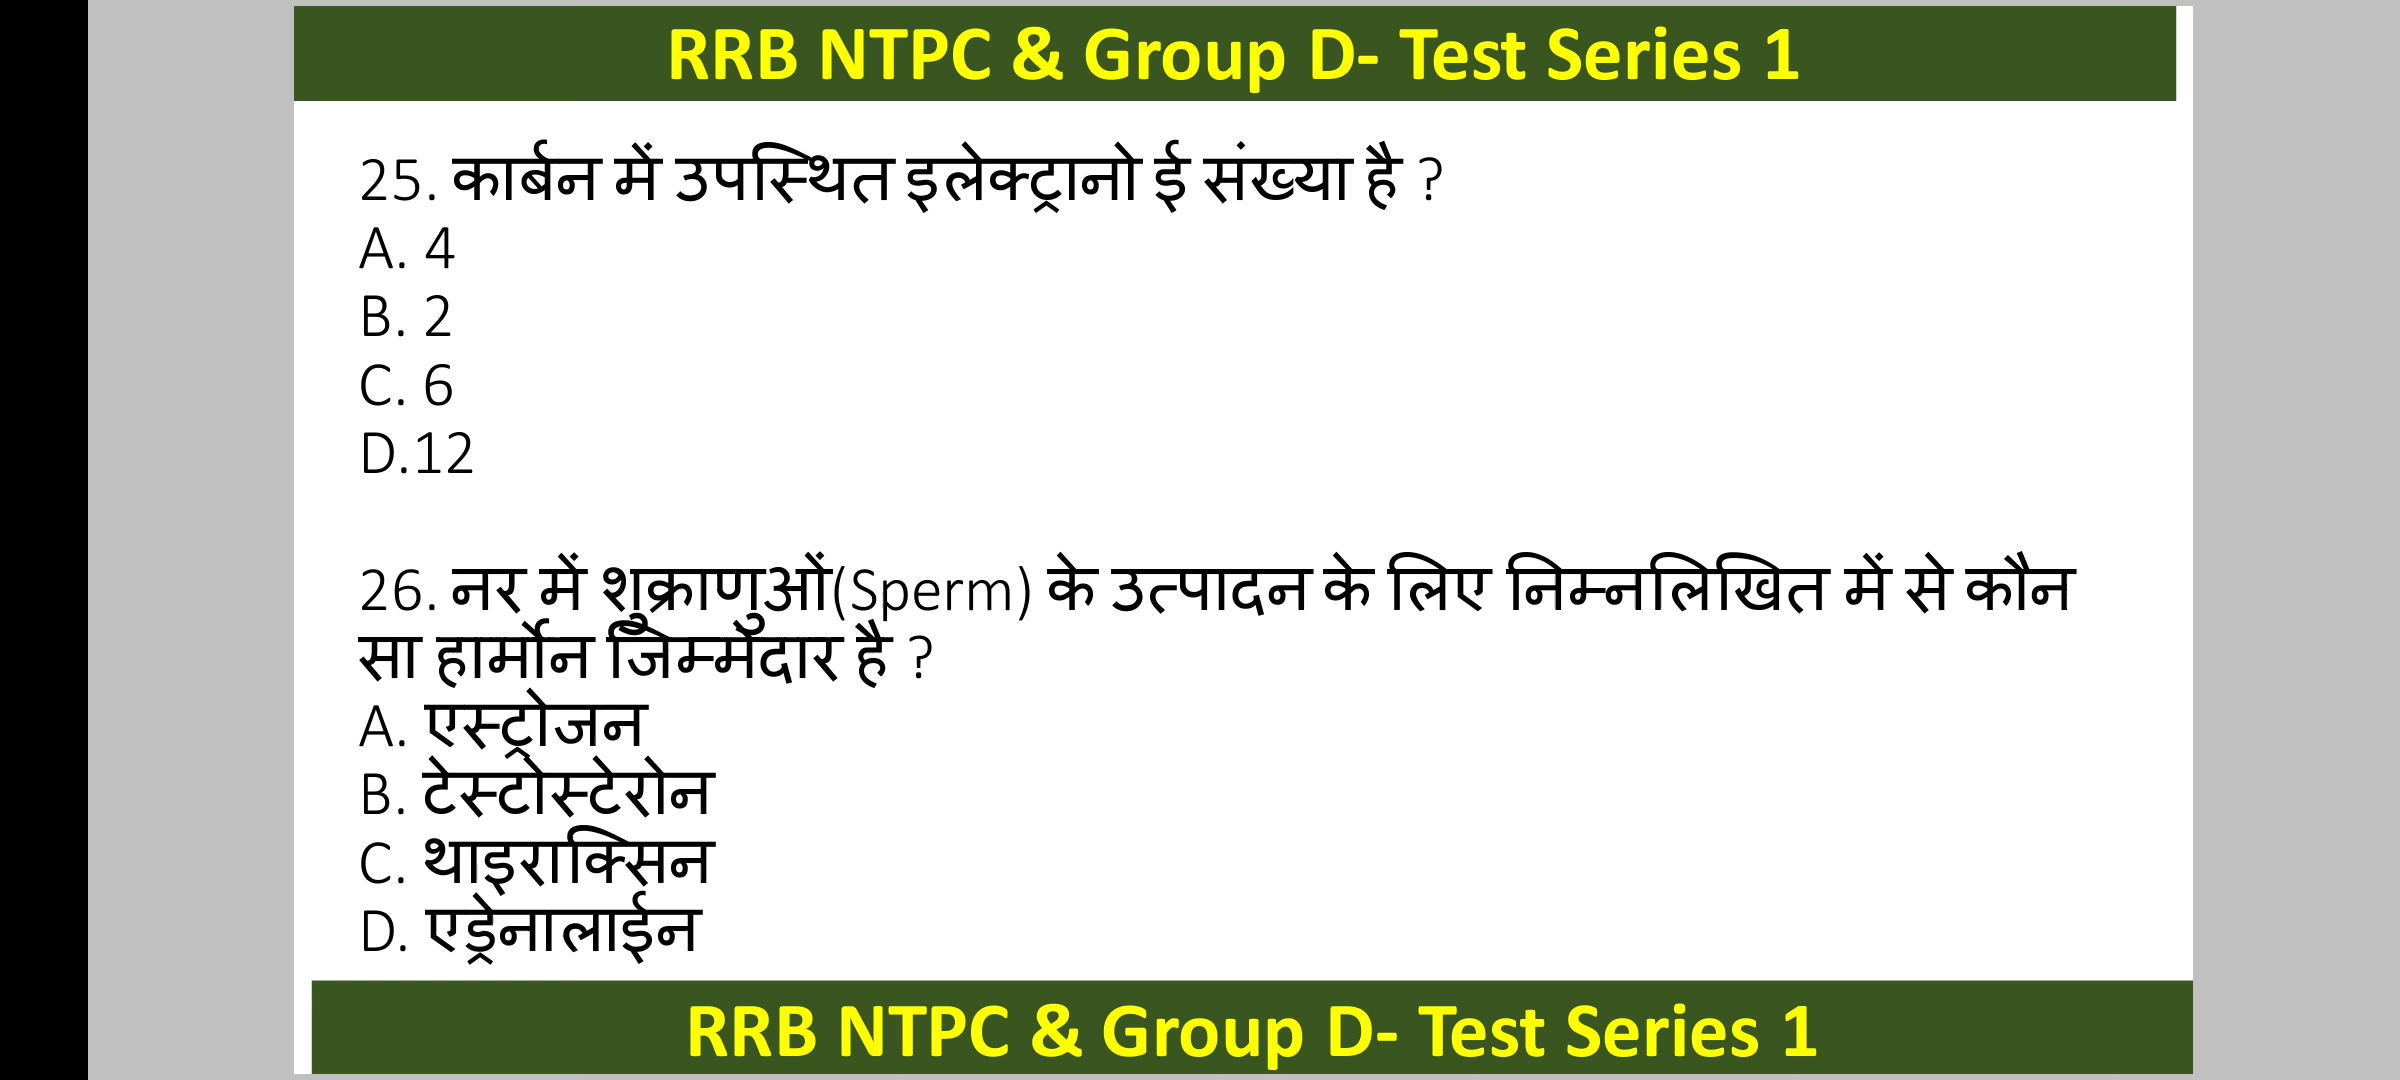 RRB NTPC & Group D- Test Series 1
25. कार्बन में उपस्थित इलेक्ट्रानो ई संख्या है ?
A. 4
B. 2
C. 6
D.12
26. नर में शुक्राणुओं(Sperm) के उत्पादन के लिए निम्नलिखित में से कौन
सा हार्मोन जिम्मेदार है ?
A. एस्ट्रोजन
B. टेस्टोस्टेरोन
C. थाइराक्सिन
D. एड्रेनालाईन
RRB NTPC & Group D- Test Series 1